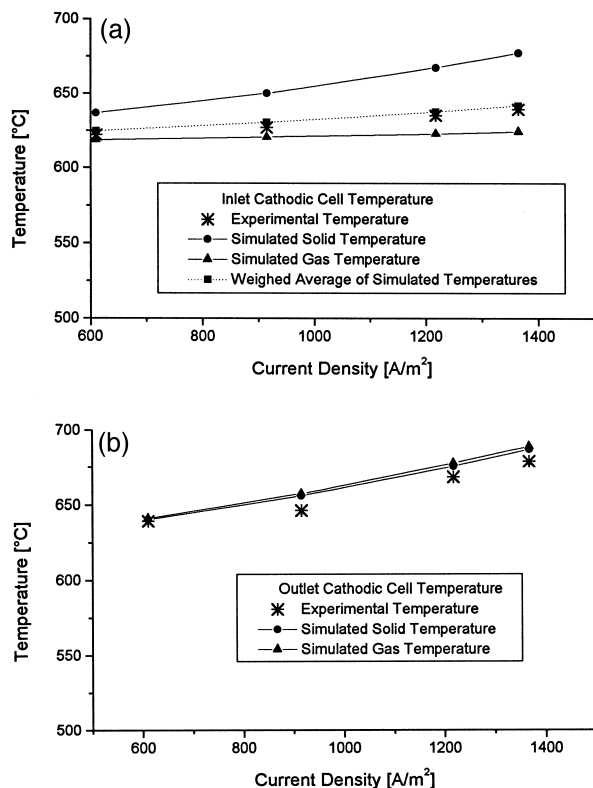 (a)
700
650
600
550
500
Temperature [°C]
Inlet Cathodic Cell Temperature
Experimental Temperature
Simulated Solid Temperature
Simulated Gas Temperature
Weighed Average of Simulated Temperatures
600 800 1000 1200 1400
Current Density [A/m²]
(b)
700
650
600
550
500
Temperature [°C]
Outlet Cathodic Cell Temperature
Experimental Temperature
Simulated Solid Temperature
Simulated Gas Temperature
600 800 1000 1200 1400
Current Density [A/m²]